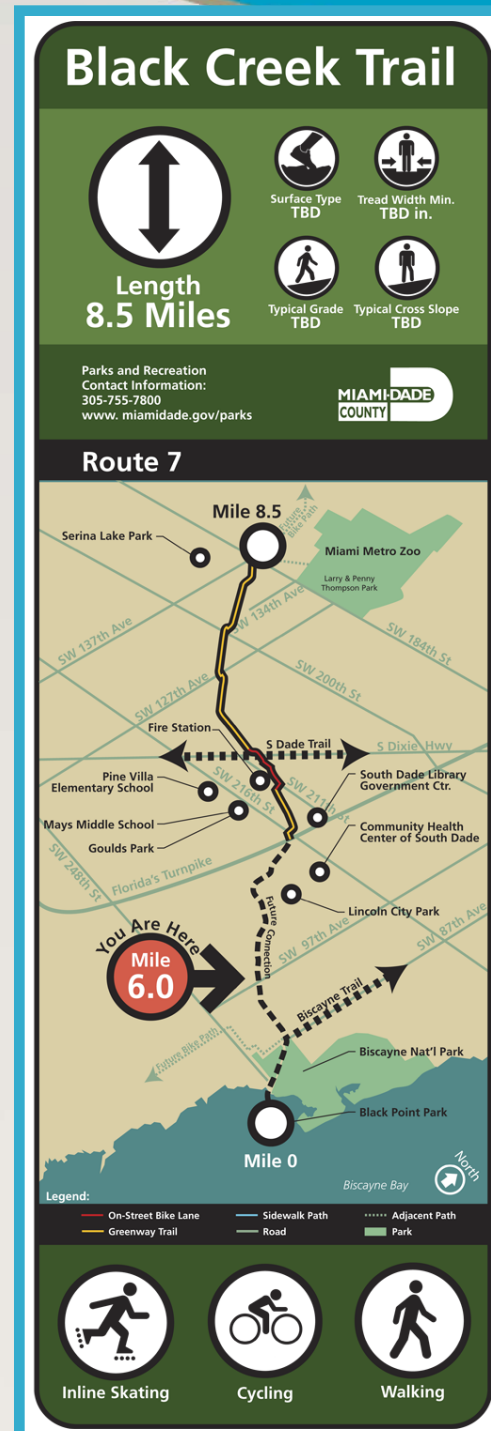 Black Creek Trail
Length
8.5 Miles
Surface Type
TBD
Tread Width Min.
TBD in.
Typical Grade
TBD
Typical Cross Slope
TBD
Parks and Recreation
Contact Information:
305-755-7800
www. miamidade.gov/parks
MIAMI-DADE
COUNTY
Route 7
Mile 8.5
Future
Bike Path
Serina Lake Park
Miami Metro Zoo
Larry & Penny
Thompson Park
SW 137th Ave
SW 134th Ave
SW 184th St
SW 127th Ave
SW 200th St
Fire Station
S Dade Trail
S Dixie Hwy
Pine Villa
Elementary School
SW 216th St
SW 211th St
South Dade Library
Government Ctr.
Mays Middle School
Goulds Park
Community Health
Center of South Dade
SW 248th St
Florida's Turnpike
Lincoln City Park
Future Connection
SW 97th Ave
SW 87th Ave
You Are Here
Mile
6.0
Biscayne Trail
Future Bike Path
Biscayne Nat'l Park
Black Point Park
Mile 0
Biscayne Bay
North
Legend:
On-Street Bike Lane
Sidewalk Path
Adjacent Path
Greenway Trail
Road
Park
Inline Skating
Cycling
Walking